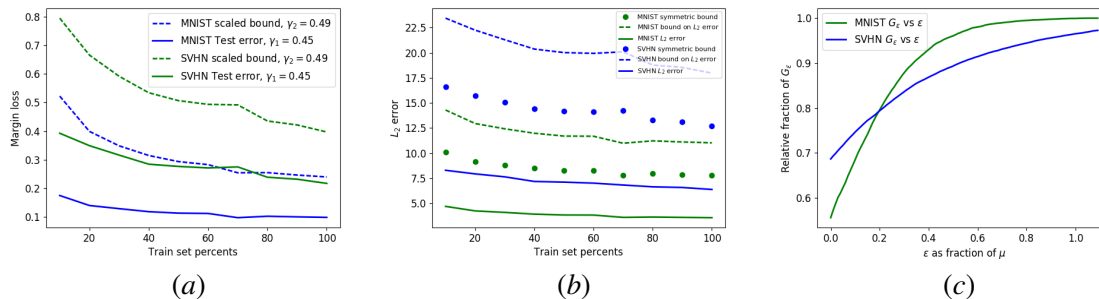 MNIST scaled bound, γ₂ = 0.49
MNIST Test error, γ₁ = 0.45
SVHN scaled bound, γ₂ = 0.49
SVHN Test error, γ₁ = 0.45
0.8
0.7
0.6
0.5
0.4
0.3
0.2
0.1
Margin loss
20
40
60
80
100
Train set percents
(a)
MNIST symmetric bound
MNIST bound on L₂ error
MNIST L₂ error
SVHN symmetric bound
SVHN bound on L₂ error
SVHN L₂ error
22.5
20.0
17.5
15.0
12.5
10.0
7.5
5.0
L₂ error
20
40
60
80
100
Train set percents
(b)
MNIST Gε vs ε
SVHN Gε vs ε
1.0
0.9
0.8
0.7
0.6
Relative fraction of Gε
0.0
0.2
0.4
0.6
0.8
1.0
ε as fraction of μ
(c)